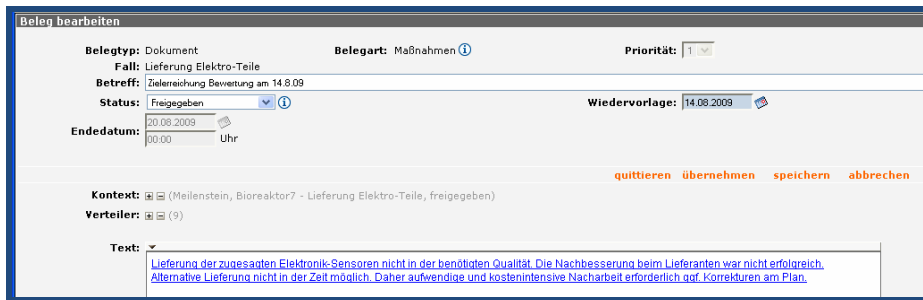 Beleg bearbeiten
Belegtyp: Dokument Belegart: Maßnahmen Priorität: 1
Fall: Lieferung Elektro-Teile
Betreff: Zielerreichung Bewertung am 14.8.09
Status: Freigegeben Wiedervorlage: 14.08.2009
Endedatum: 20.08.2009
00:00 Uhr
quittieren übernehmen speichern abbrechen
Kontext: (Meilenstein, Bioreaktor7 - Lieferung Elektro-Teile, freigegeben)
Verteiler: (9)
Text:
Lieferung der zugesagten Elektronik-Sensoren nicht in der benötigten Qualität. Die Nachbesserung beim Lieferanten war nicht erfolgreich.
Alternative Lieferung nicht in der Zeit möglich. Daher aufwendige und kostenintensive Nacharbeit erforderlich ggf. Korrekturen am Plan.